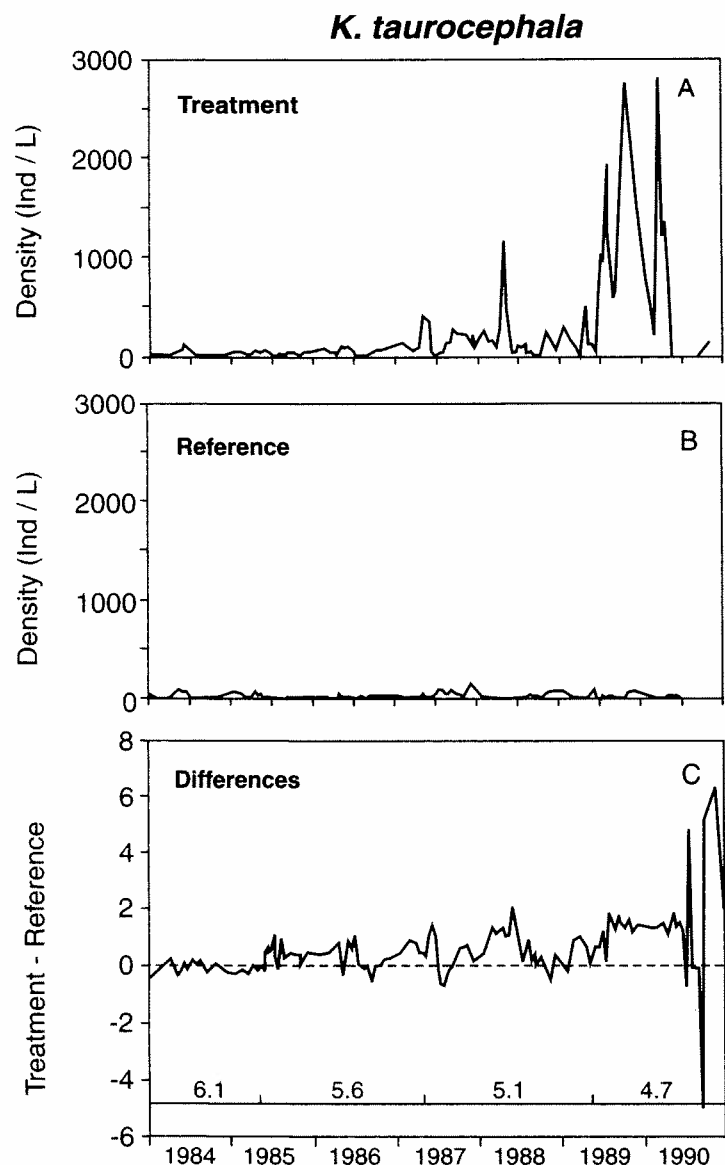 K. taurocephala
3000
2000
1000
0
Density (Ind / L)
Treatment
A
3000
2000
1000
0
Density (Ind / L)
Reference
B
8
6
4
2
0
-2
-4
-6
Treatment - Reference
Differences
C
6.1 5.6 5.1 4.7
1984 1985 1986 1987 1988 1989 1990